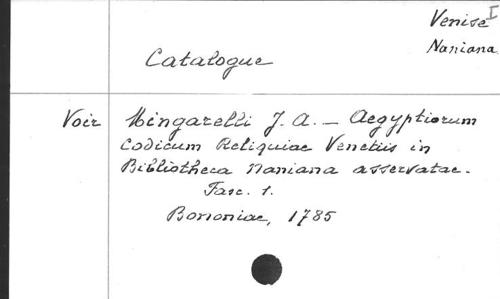 Venise I
Naniana
Catalogue
Voir Mingarelli J. A. – Aegyptiorum
codicum Reliquiae Venetiis in
Bibliotheca Naniana asservatae.
Fasc. 1.
Bononiae, 1785